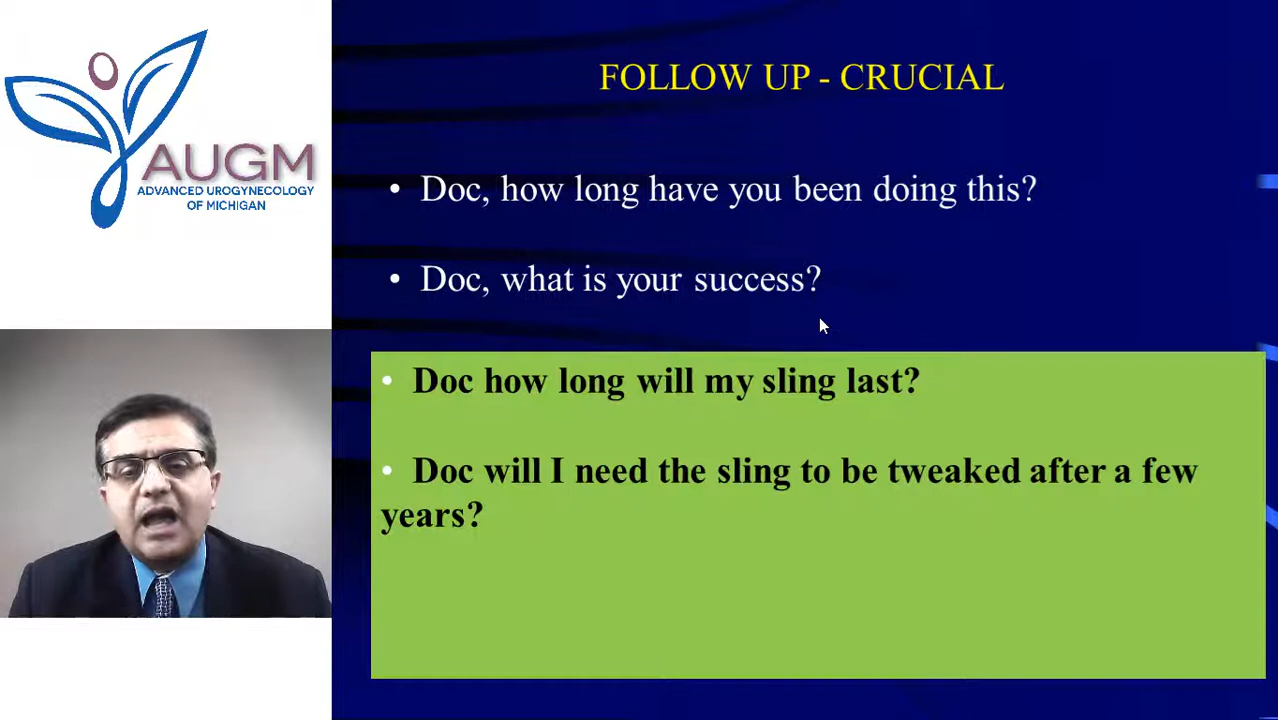 AUGM
ADVANCED UROGYNECOLOGY
OF MICHIGAN
FOLLOW UP - CRUCIAL
• Doc, how long have you been doing this?
• Doc, what is your success?
• Doc how long will my sling last?
• Doc will I need the sling to be tweaked after a few
years?